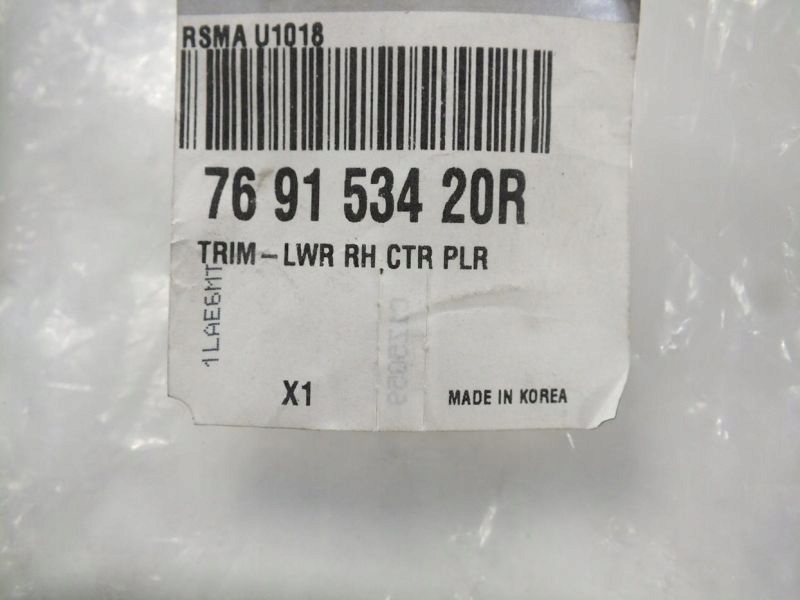 RSMA U1018
76 91 534 20R
TRIM-LWR RH,CTR PLR
1LAE6MT
X1
MADE IN KOREA